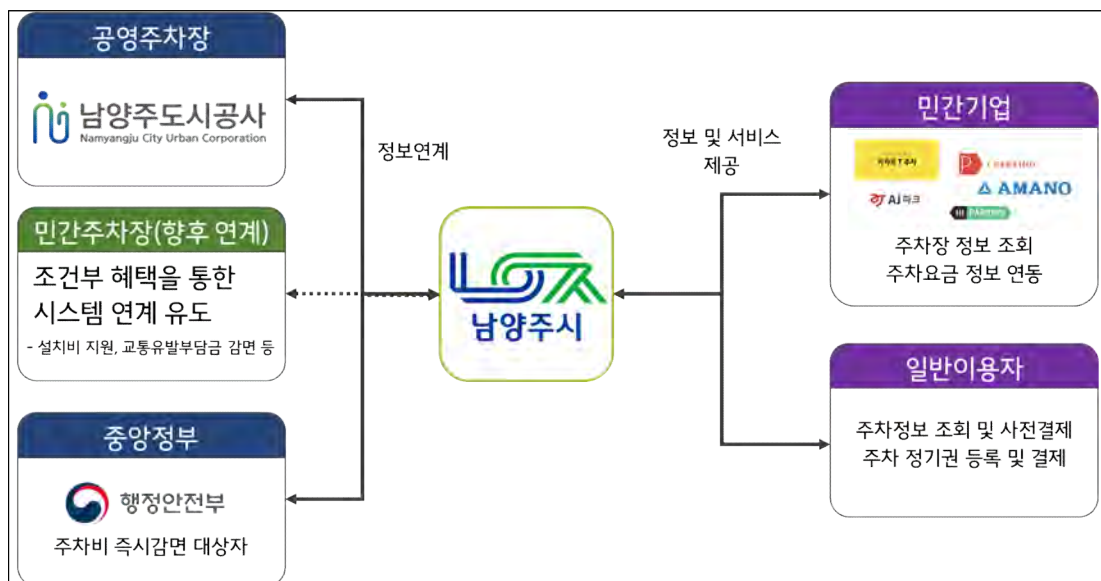 공영주차장
남양주도시공사
Namyangju City Urban Corporation
민간주차장(향후 연계)
조건부 혜택을 통한
시스템 연계 유도
- 설치비 지원, 교통유발부담금 감면 등
중앙정부
행정안전부
주차비 즉시감면 대상자
정보연계
남양주시
정보 및 서비스
제공
민간기업
AJ파크
AMANO
주차장 정보 조회
주차요금 정보 연동
일반이용자
주차정보 조회 및 사전결제
주차 정기권 등록 및 결제